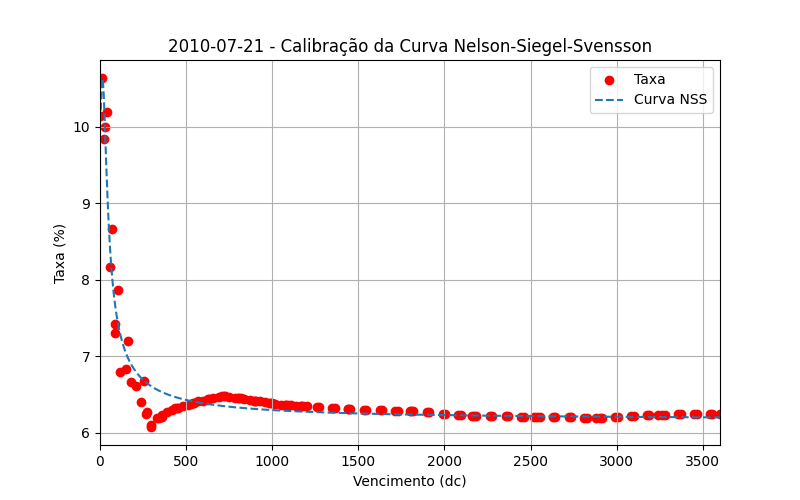 2010-07-21 - Calibração da Curva Nelson-Siegel-Svensson
Taxa
Curva NSS
Taxa (%)
10
9
8
7
6
0 500 1000 1500 2000 2500 3000 3500
Vencimento (dc)